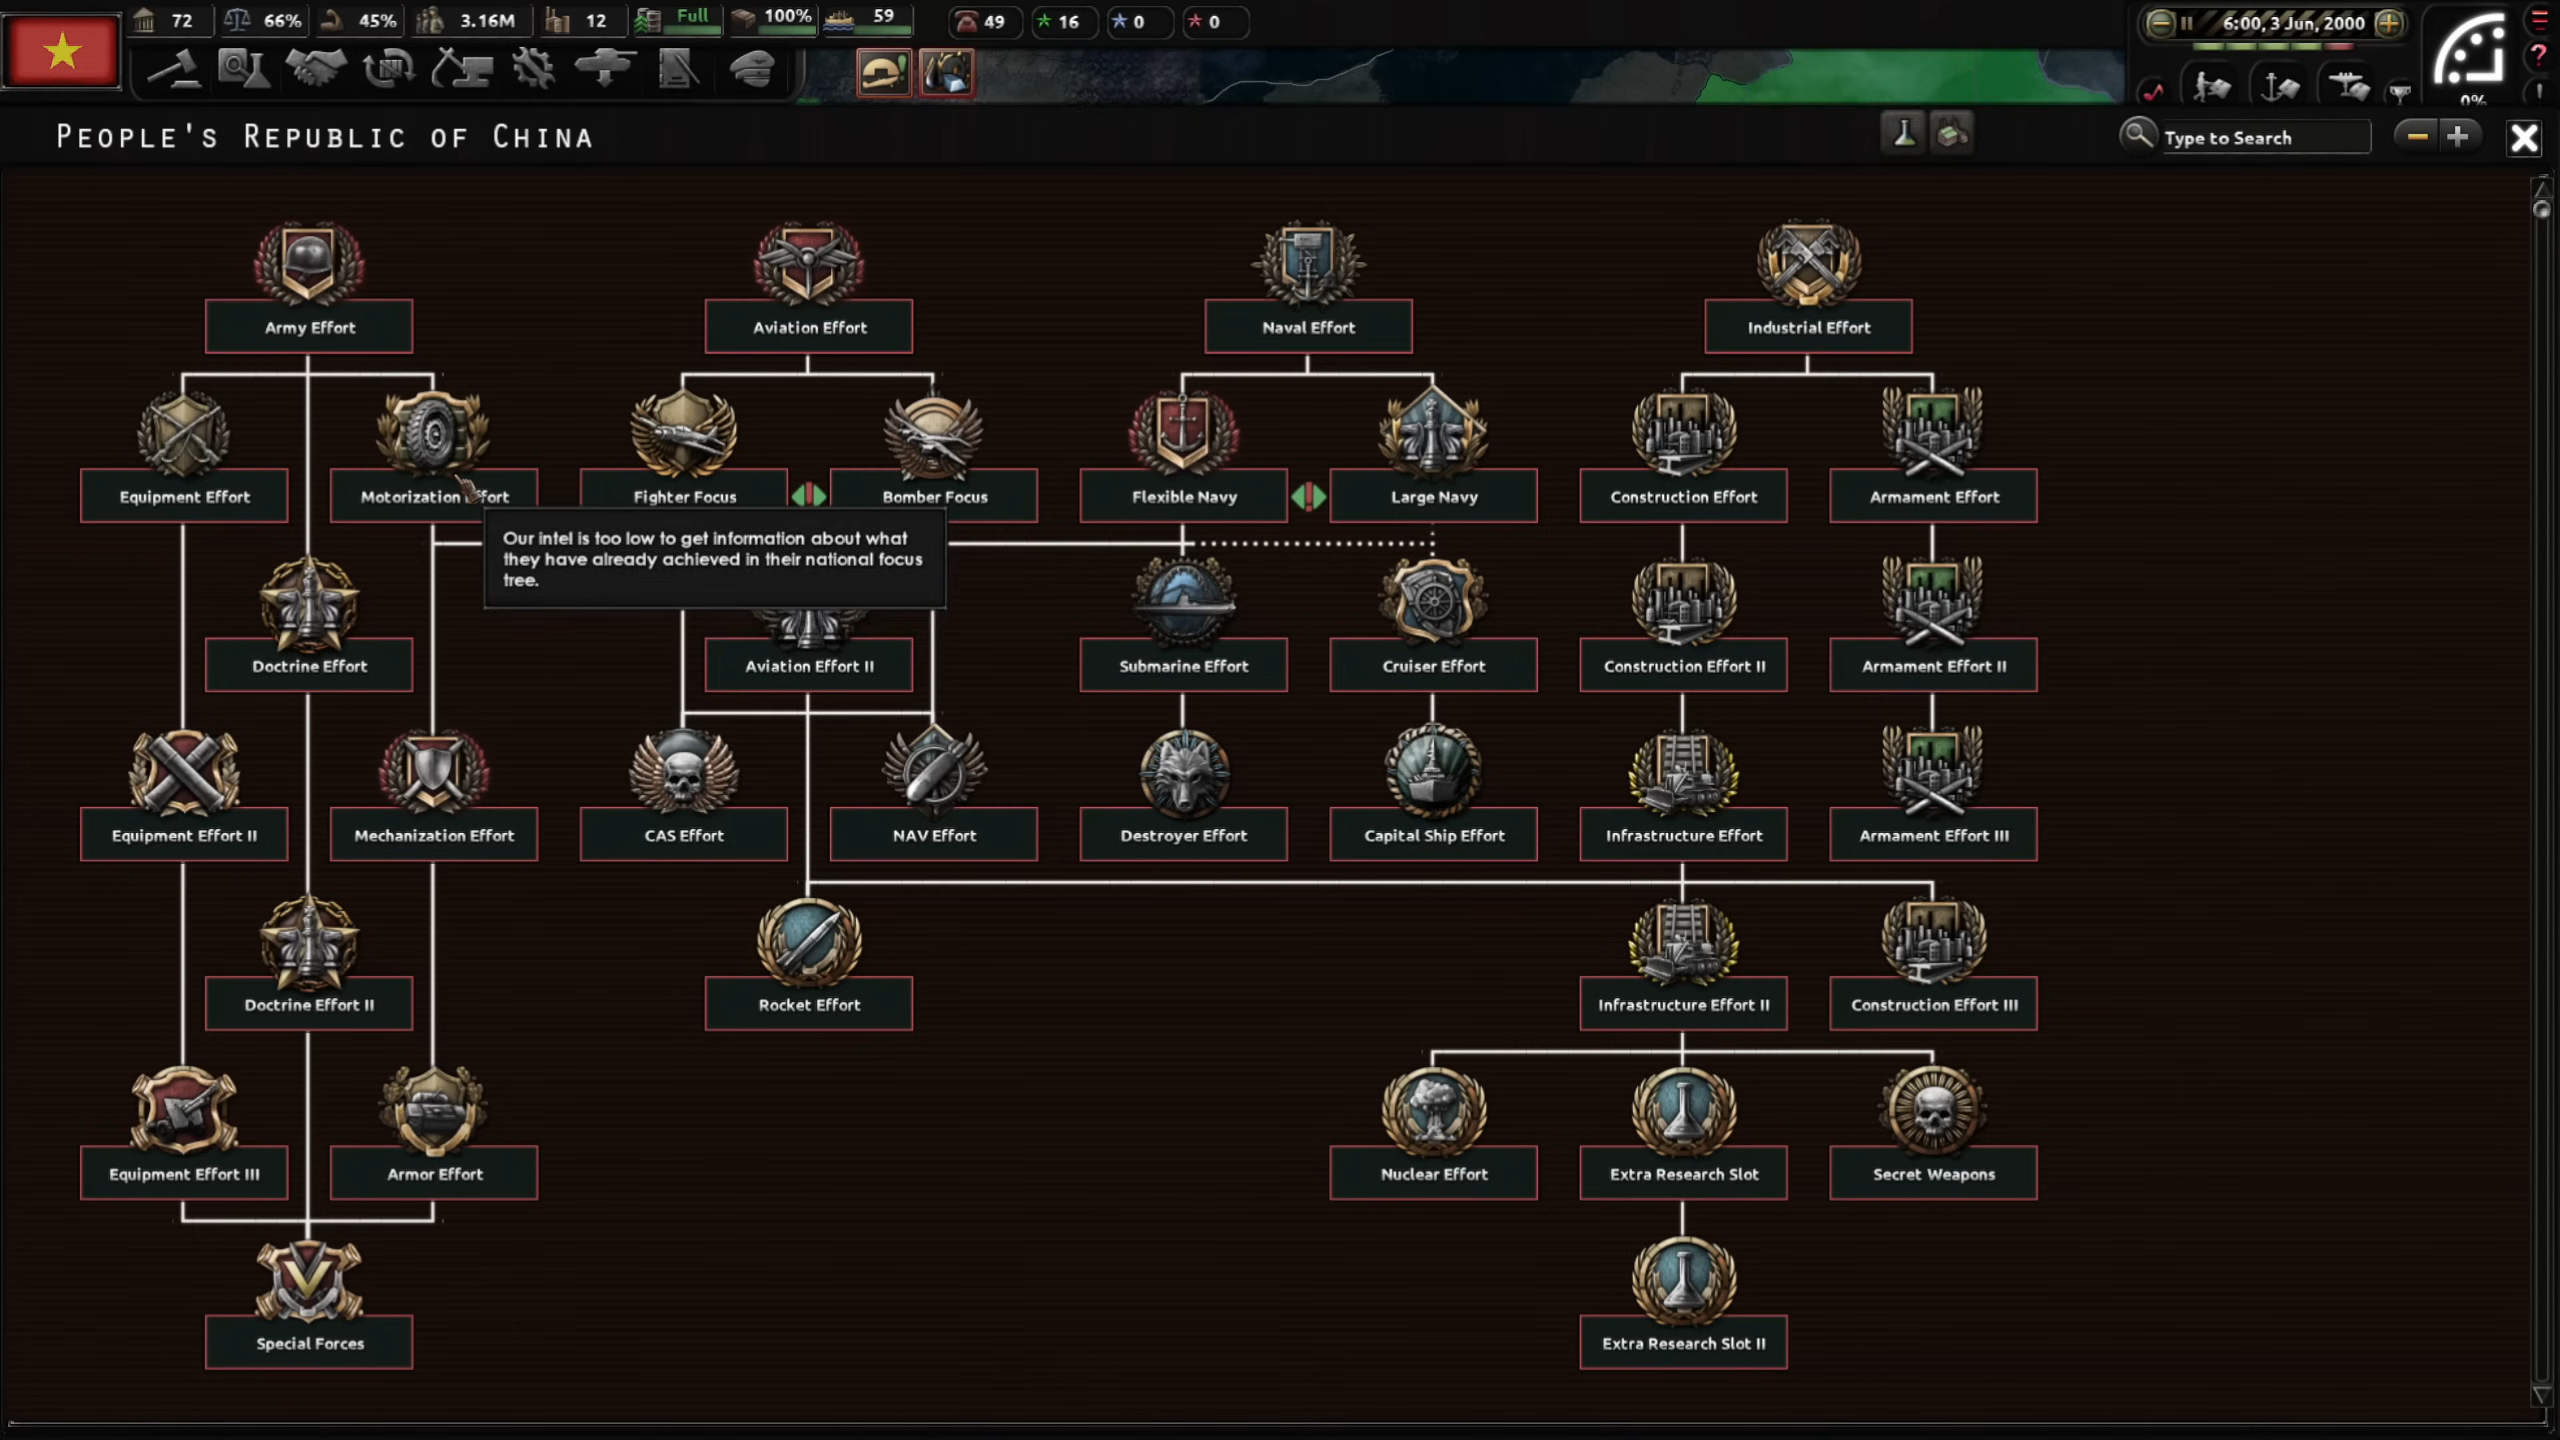 72
66%
45%
3.16M
12
Full
100%
59
49
16
0
0
6:00, 3 Jun, 2000
0%
People's Republic of China
Type to Search
Army Effort
Aviation Effort
Naval Effort
Industrial Effort
Equipment Effort
Motorization Effort
Fighter Focus
Bomber Focus
Flexible Navy
Large Navy
Construction Effort
Armament Effort
Our intel is too low to get information about what
they have already achieved in their national focus
tree.
Doctrine Effort
Aviation Effort II
Submarine Effort
Cruiser Effort
Construction Effort II
Armament Effort II
Equipment Effort II
Mechanization Effort
CAS Effort
NAV Effort
Destroyer Effort
Capital Ship Effort
Infrastructure Effort
Armament Effort III
Doctrine Effort II
Rocket Effort
Infrastructure Effort II
Construction Effort III
Equipment Effort III
Armor Effort
Nuclear Effort
Extra Research Slot
Secret Weapons
Special Forces
Extra Research Slot II